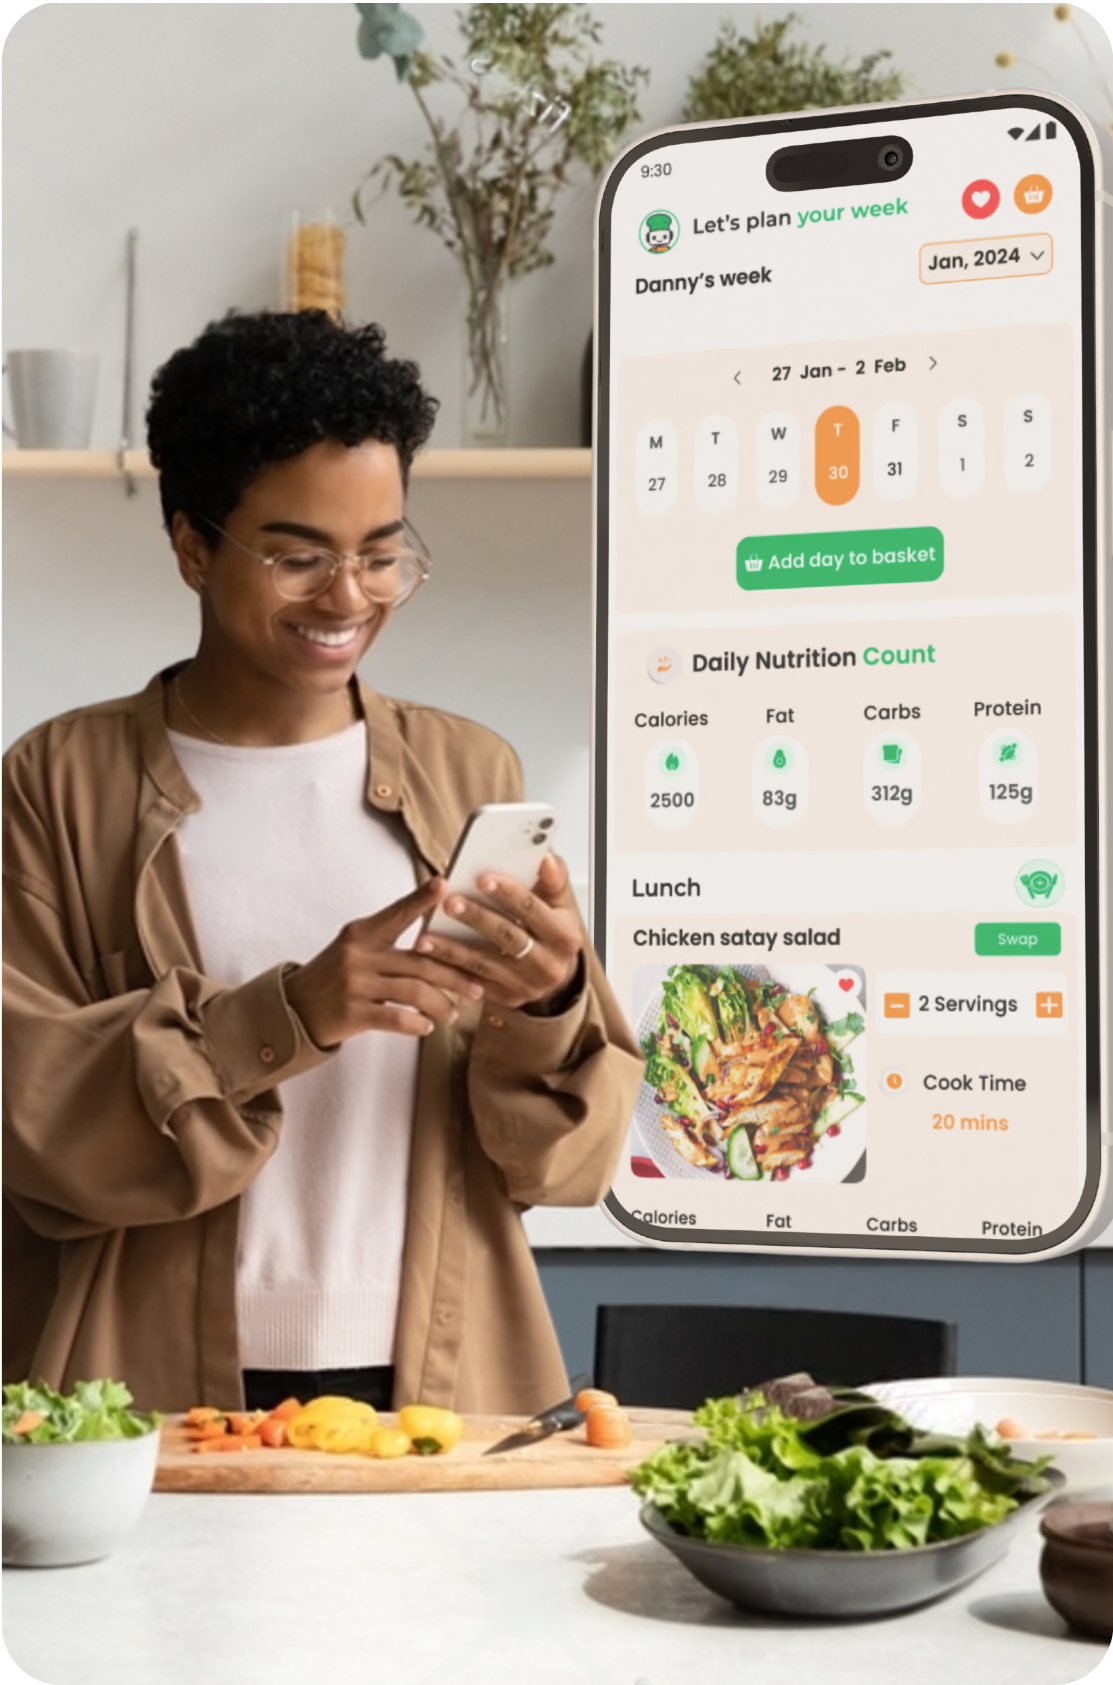 9:30
Let's plan your week
Danny's week
Jan, 2024
27 Jan - 2 Feb
M T W T F S S
27 28 29 30 31 1 2
Add day to basket
Daily Nutrition Count
Calories Fat Carbs Protein
2500 83g 312g 125g
Lunch
Chicken satay salad
Swap
2 Servings
Cook Time
20 mins
Calories Fat Carbs Protein